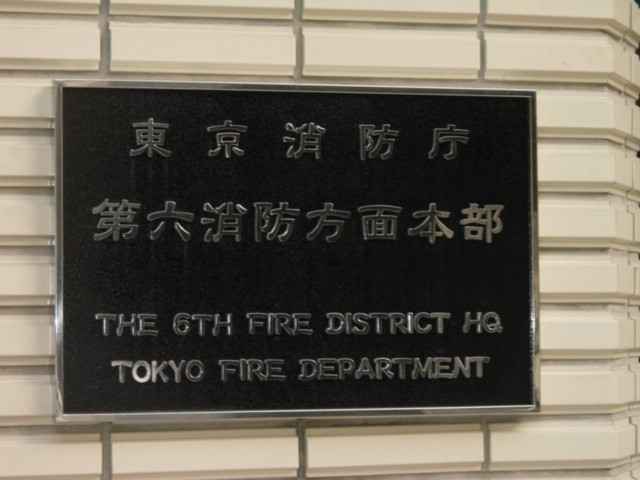 東京消防庁
第六消防方面本部
THE 6TH FIRE DISTRICT HQ
TOKYO FIRE DEPARTMENT